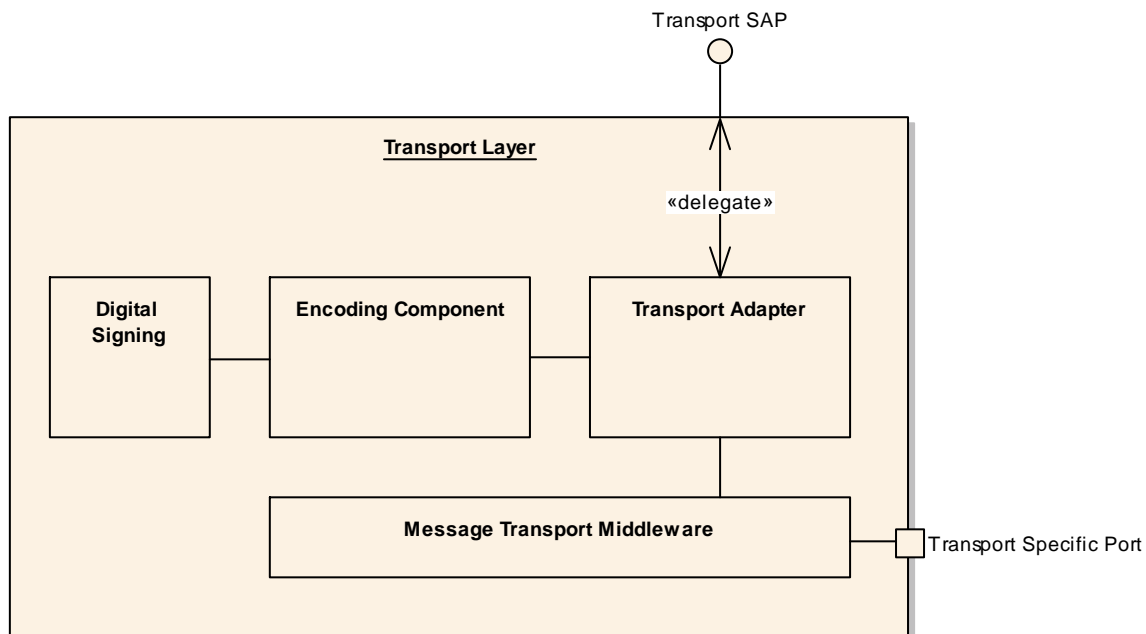 Transport SAP
Transport Layer
«delegate»
Digital
Signing
Encoding Component
Transport Adapter
Message Transport Middleware
Transport Specific Port